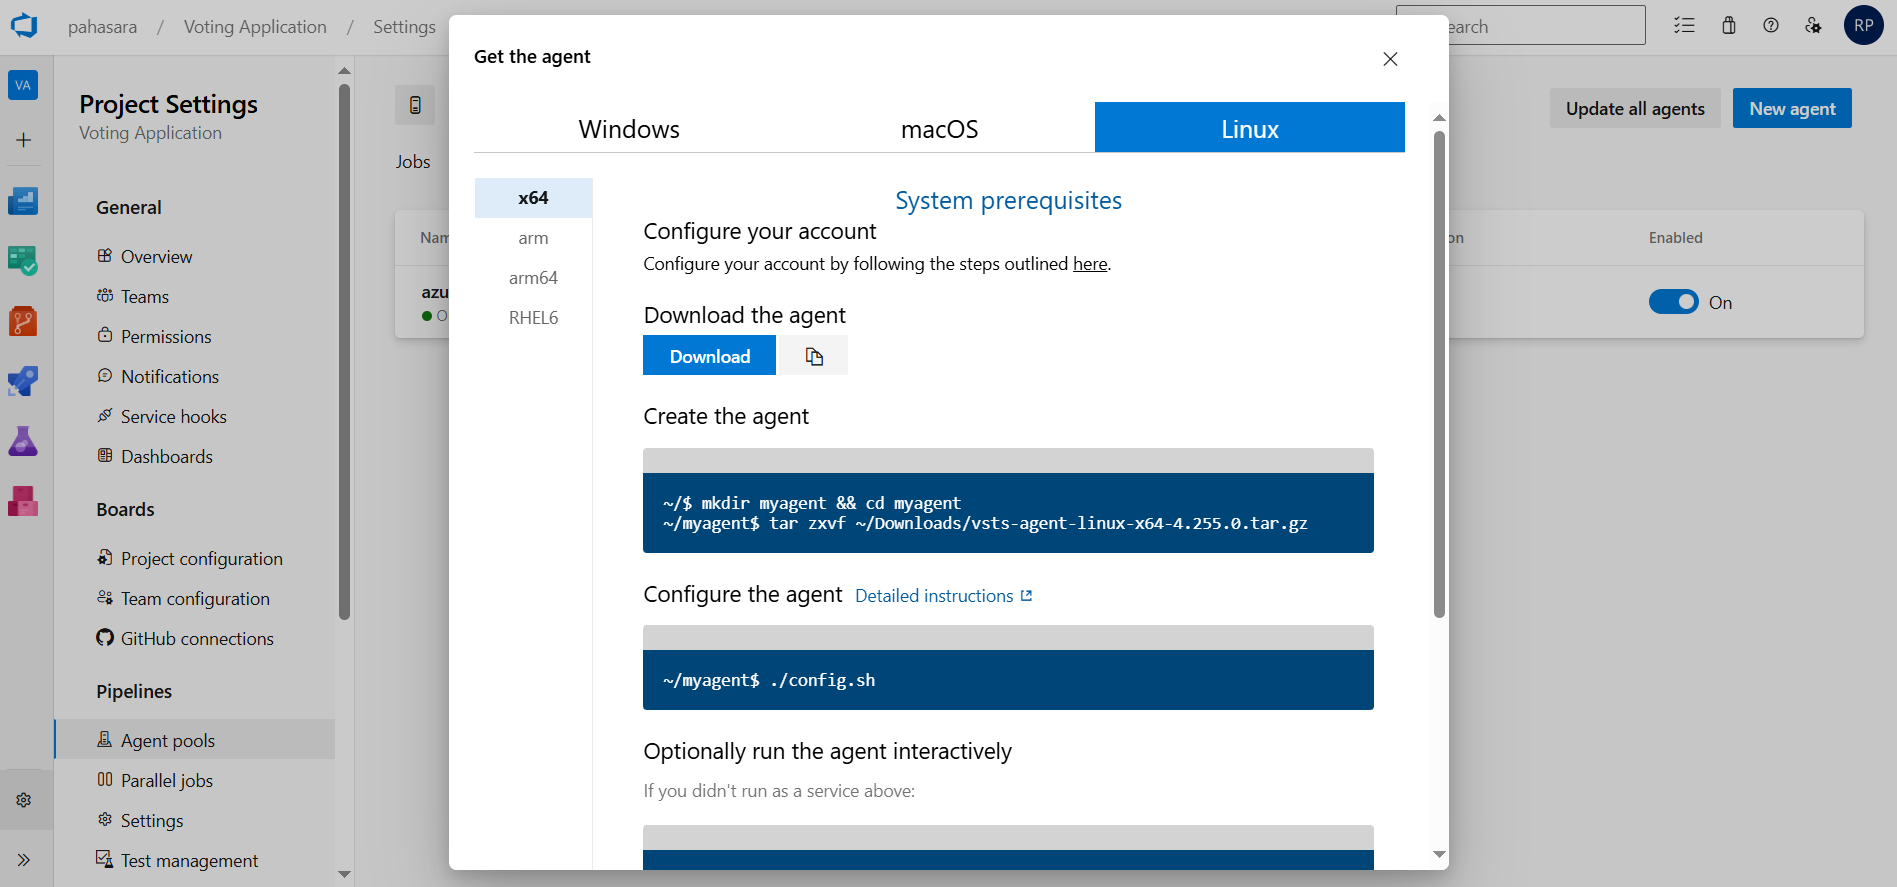 pahasara / Voting Application / Settings
earch
RP
VA
Project Settings
Voting Application
General
Overview
Teams
Permissions
Notifications
Service hooks
Dashboards
Boards
Project configuration
Team configuration
GitHub connections
Pipelines
Agent pools
Parallel jobs
Settings
Test management
Jobs
Update all agents
New agent
Nam
on
Enabled
azu
O
On
Get the agent
Windows
macOS
Linux
x64
arm
arm64
RHEL6
System prerequisites
Configure your account
Configure your account by following the steps outlined here.
Download the agent
Download
Create the agent
~/$ mkdir myagent && cd myagent
~/myagent$ tar zxvf ~/Downloads/vsts-agent-linux-x64-4.255.0.tar.gz
Configure the agent Detailed instructions
~/myagent$ ./config.sh
Optionally run the agent interactively
If you didn't run as a service above: